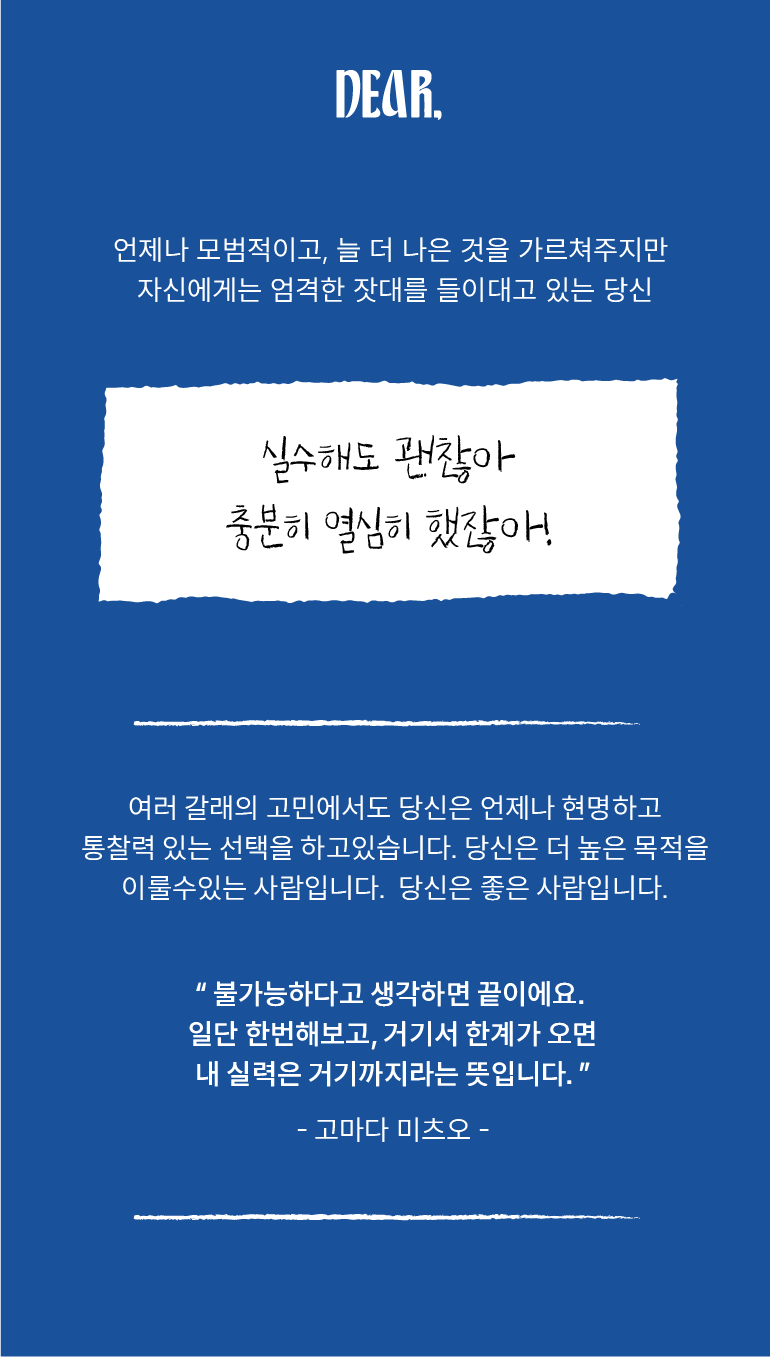 DEAR,
언제나 모범적이고, 늘 더 나은 것을 가르쳐주지만
자신에게는 엄격한 잣대를 들이대고 있는 당신
실수해도 괜찮아
충분히 열심히 했잖아!
여러 갈래의 고민에서도 당신은 언제나 현명하고
통찰력 있는 선택을 하고있습니다. 당신은 더 높은 목적을
이룰수있는 사람입니다. 당신은 좋은 사람입니다.
“ 불가능하다고 생각하면 끝이에요.
일단 한번해보고, 거기서 한계가 오면
내 실력은 거기까지라는 뜻입니다. ”
- 고마다 미츠오 -